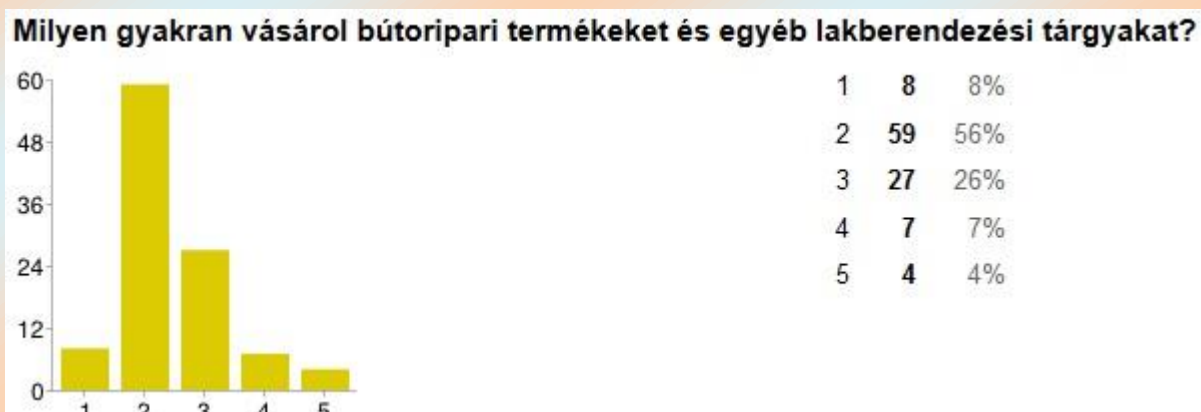 Milyen gyakran vásárol bútoripari termékeket és egyéb lakberendezési tárgyakat?
60
48
36
24
12
0
1 2 3 4 5
1 8 8%
2 59 56%
3 27 26%
4 7 7%
5 4 4%